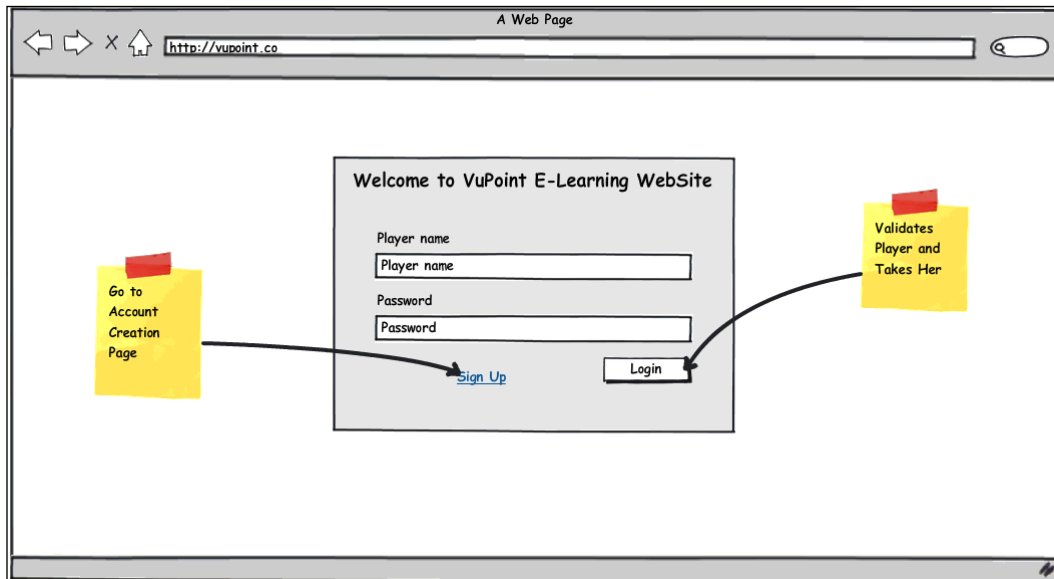 A Web Page
http://vupoint.co
Welcome to VuPoint E-Learning WebSite
Player name
Player name
Password
Password
Sign Up
Login
Go to
Account
Creation
Page
Validates
Player and
Takes Her